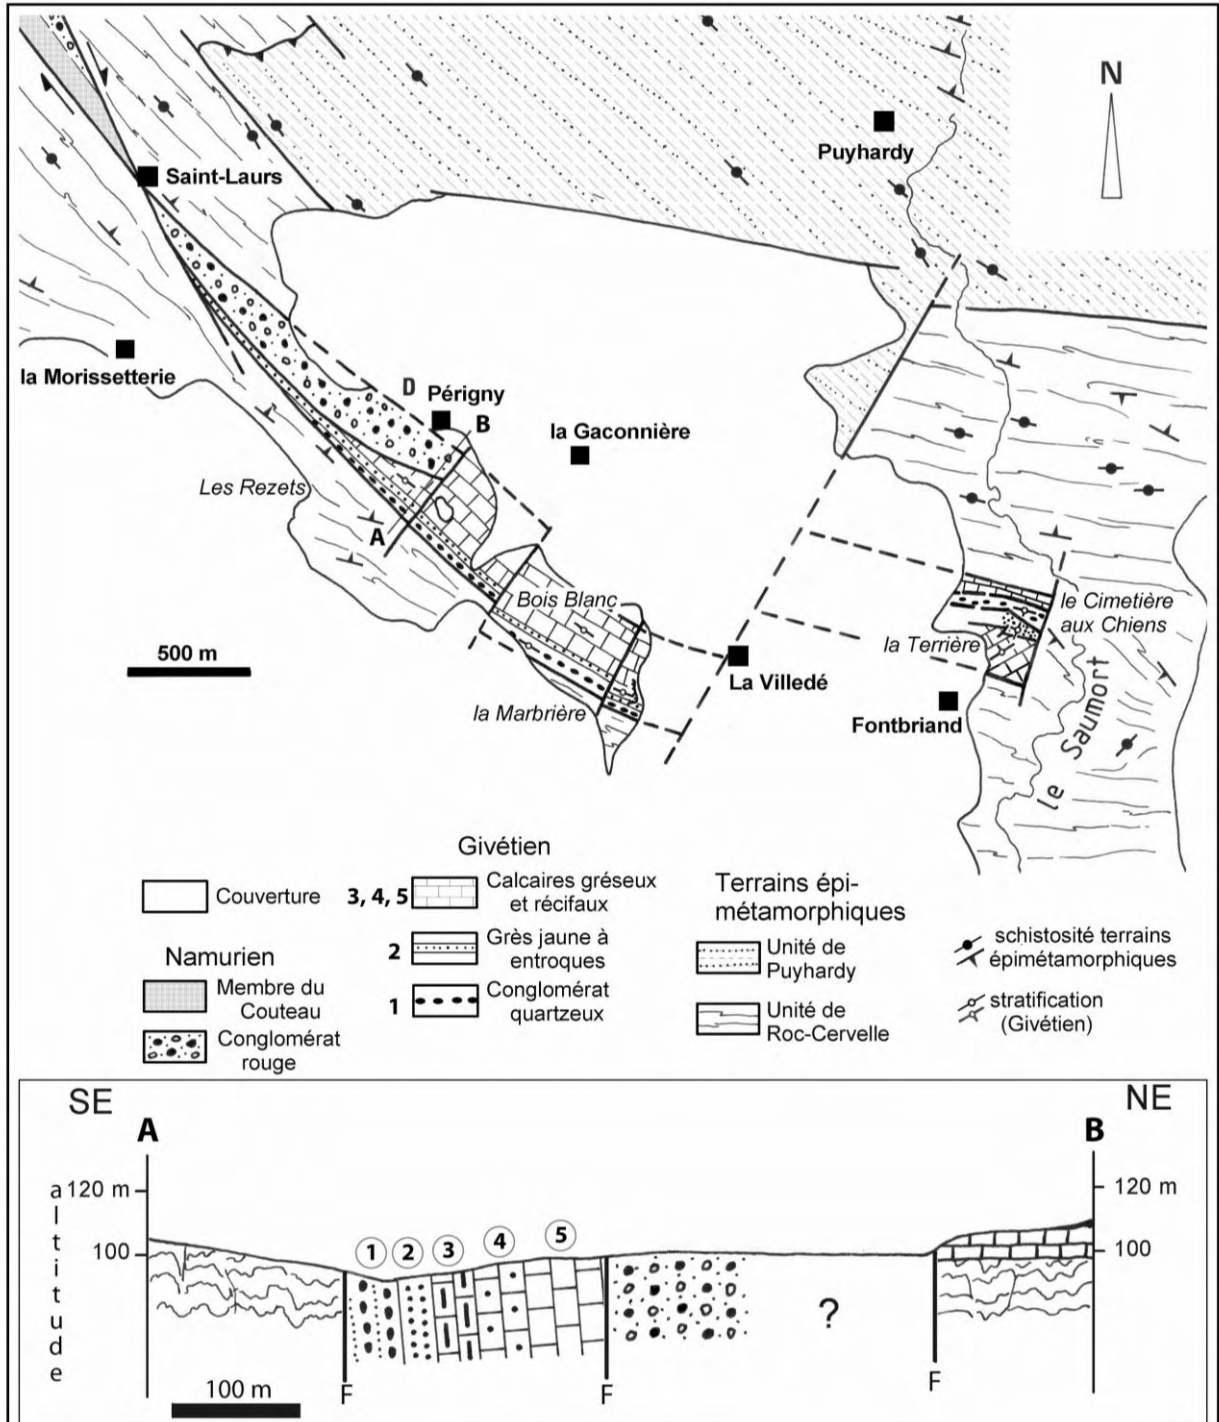 N
Puyhardy
Saint-Laurs
la Morissetterie
D
Périgny
B
la Gaconnière
Les Rezets
A
Bois Blanc
le Cimetière
aux Chiens
la Terrière
500 m
La Villedé
la Marbrière
Fontbriand
le Saumort
Givétien
Couverture
3, 4, 5
Calcaires gréseux
et récifaux
Terrains épi-
métamorphiques
Namurien
2
Grès jaune à
entroques
Unité de
Puyhardy
schistosité terrains
épimétamorphiques
Membre du
Couteau
1
Conglomérat
quartzeux
Unité de
Roc-Cervelle
stratification
(Givétien)
Conglomérat
rouge
SE
NE
A
B
altitude
120 m
120 m
100
100
1 2 3 4 5
?
F
F
F
100 m